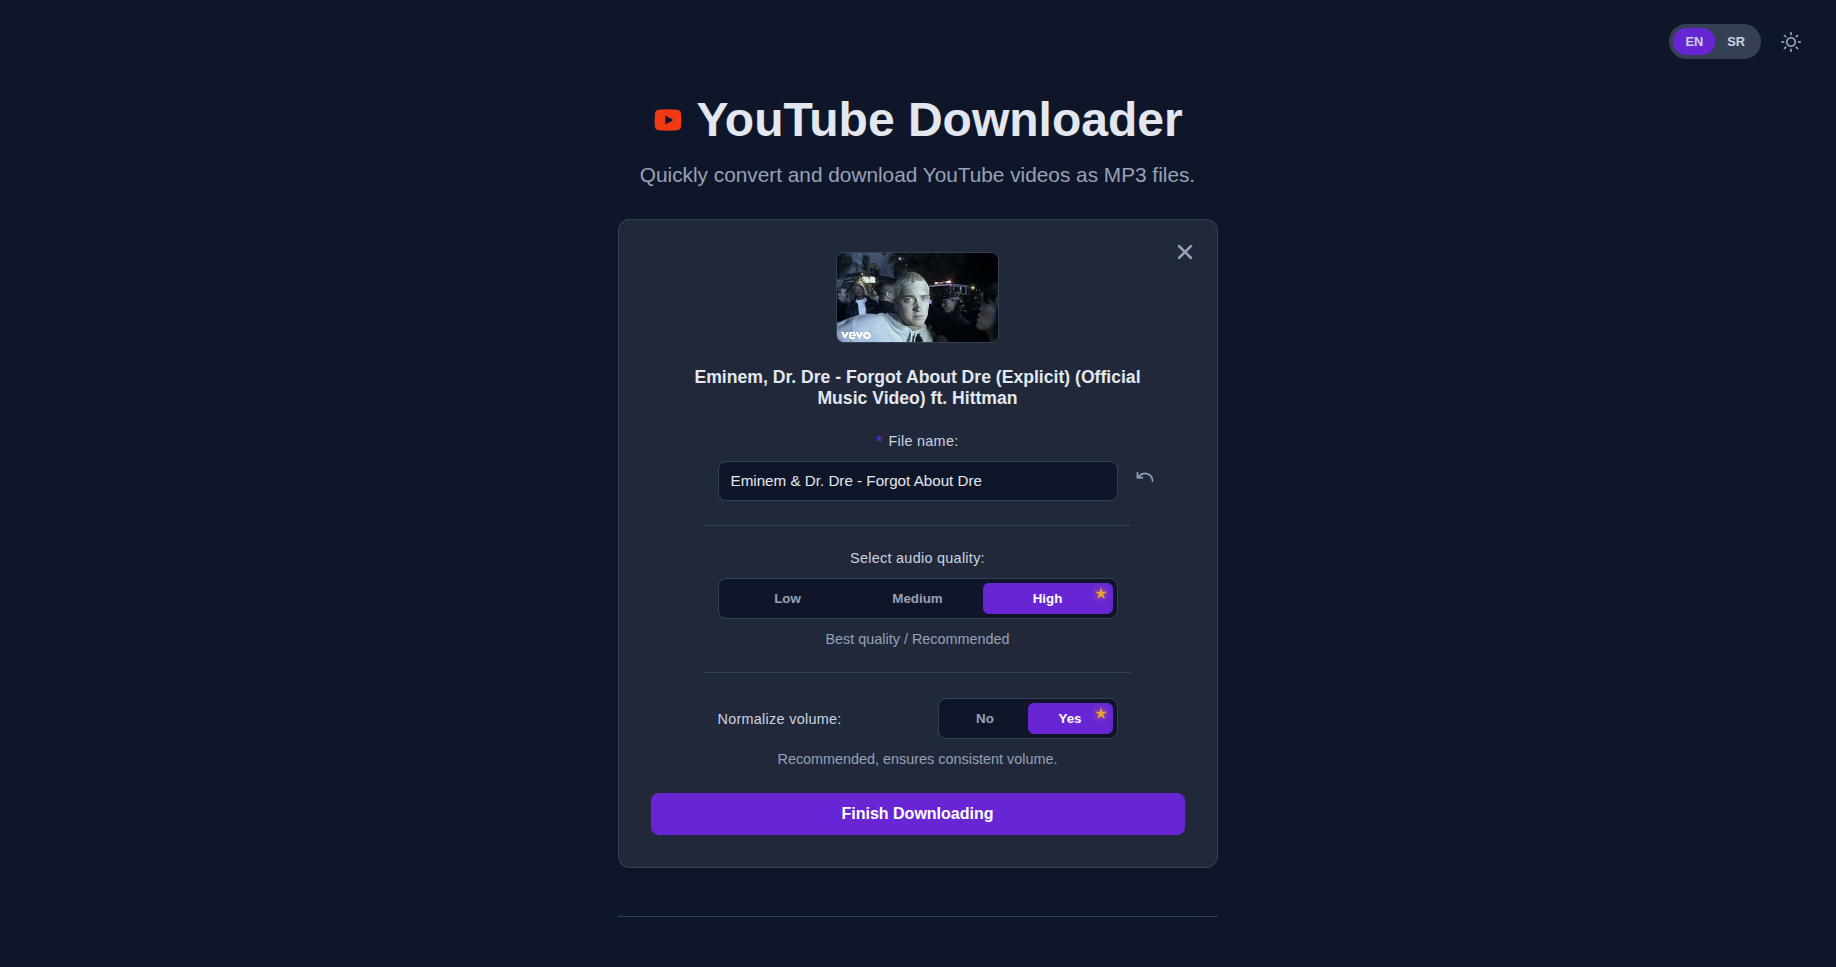 EN SR
YouTube Downloader
Quickly convert and download YouTube videos as MP3 files.
vevo
Eminem, Dr. Dre - Forgot About Dre (Explicit) (Official
Music Video) ft. Hittman
* File name:
Eminem & Dr. Dre - Forgot About Dre
Select audio quality:
Low Medium High
Best quality / Recommended
Normalize volume: No Yes
Recommended, ensures consistent volume.
Finish Downloading